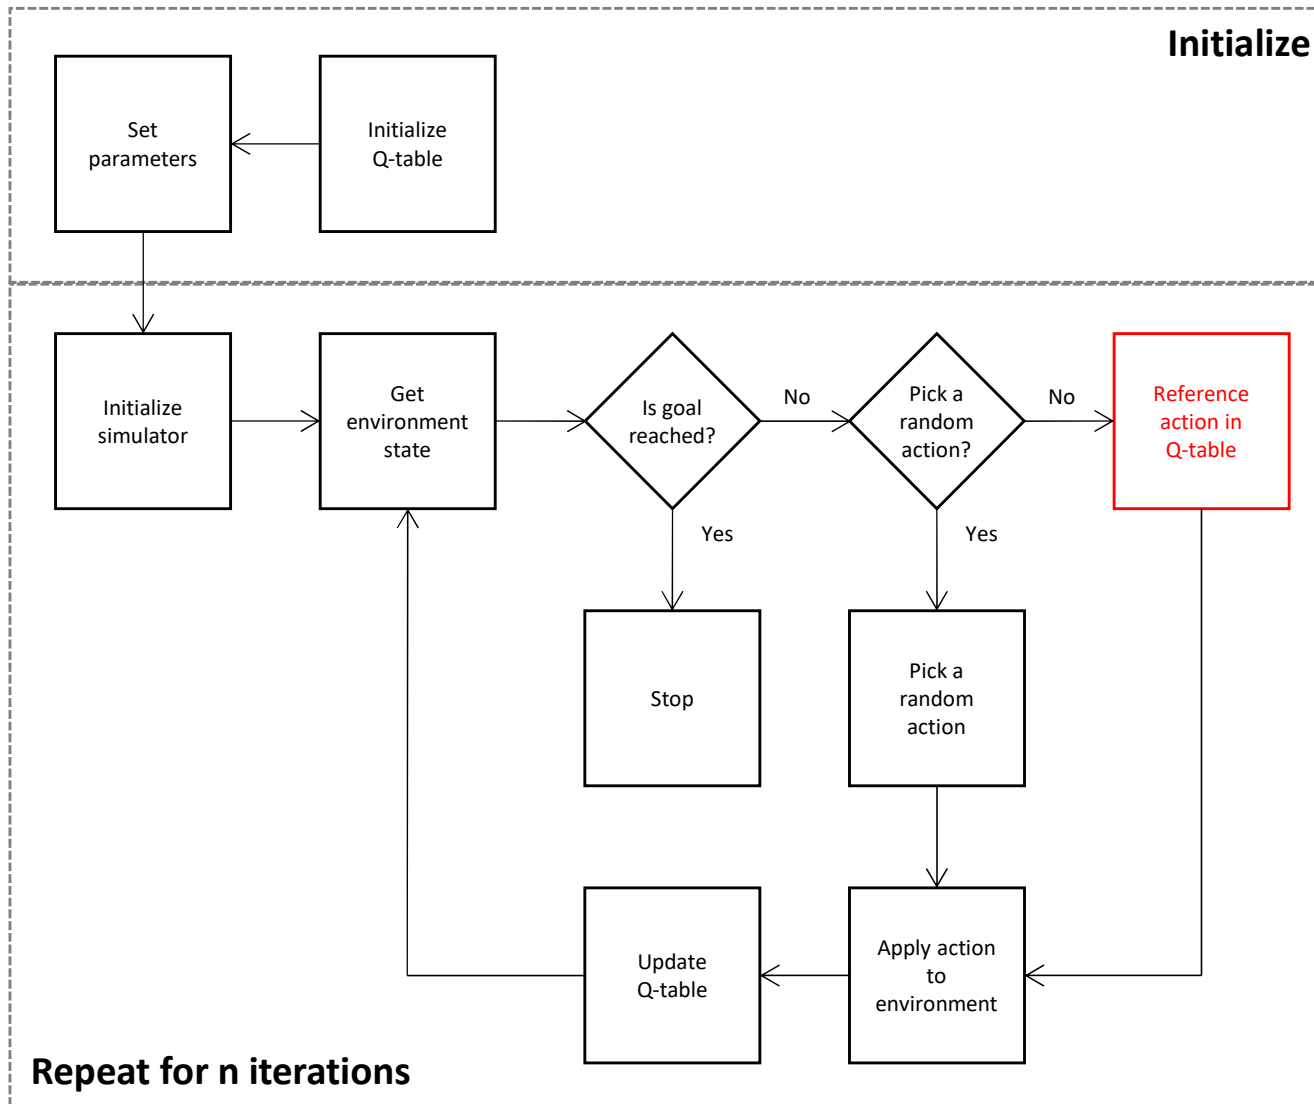 Initialize
Set
parameters
Initialize
Q-table
Initialize
simulator
Get
environment
state
Is goal
reached?
No
Pick a
random
action?
No
Reference
action in
Q-table
Yes
Yes
Stop
Pick a
random
action
Update
Q-table
Apply action
to
environment
Repeat for n iterations